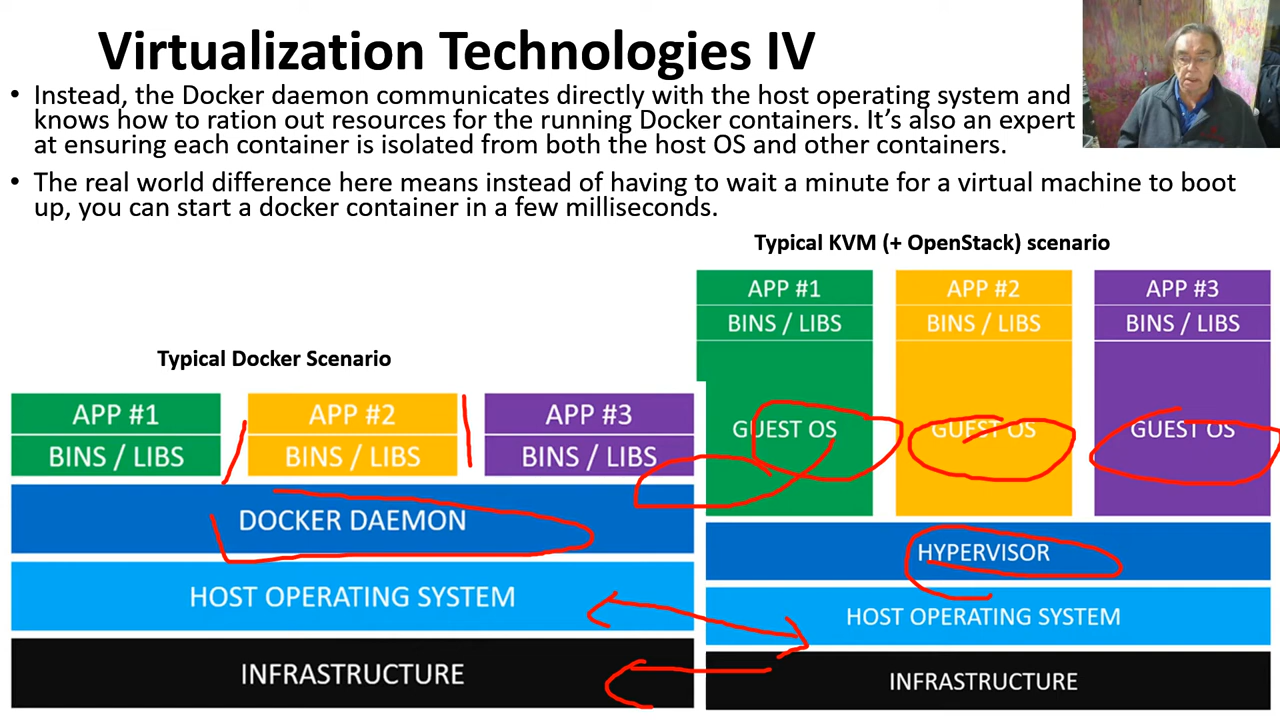 Virtualization Technologies IV
• Instead, the Docker daemon communicates directly with the host operating system and
knows how to ration out resources for the running Docker containers. It’s also an expert
at ensuring each container is isolated from both the host OS and other containers.
• The real world difference here means instead of having to wait a minute for a virtual machine to boot
up, you can start a docker container in a few milliseconds.
Typical Docker Scenario
APP #1 APP #2 APP #3
BINS / LIBS BINS / LIBS BINS / LIBS
DOCKER DAEMON
HOST OPERATING SYSTEM
INFRASTRUCTURE
Typical KVM (+ OpenStack) scenario
APP #1 APP #2 APP #3
BINS / LIBS BINS / LIBS BINS / LIBS
GUEST OS GUEST OS GUEST OS
HYPERVISOR
HOST OPERATING SYSTEM
INFRASTRUCTURE